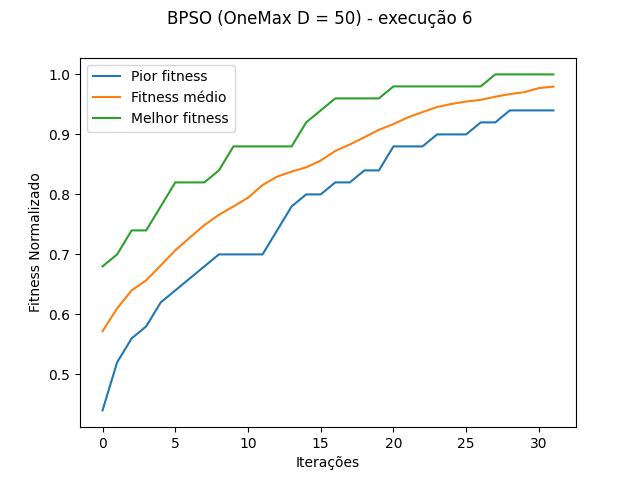 BPSO (OneMax D = 50) - execução 6
Pior fitness
Fitness médio
Melhor fitness
Fitness Normalizado
1.0
0.9
0.8
0.7
0.6
0.5
0 5 10 15 20 25 30
Iterações